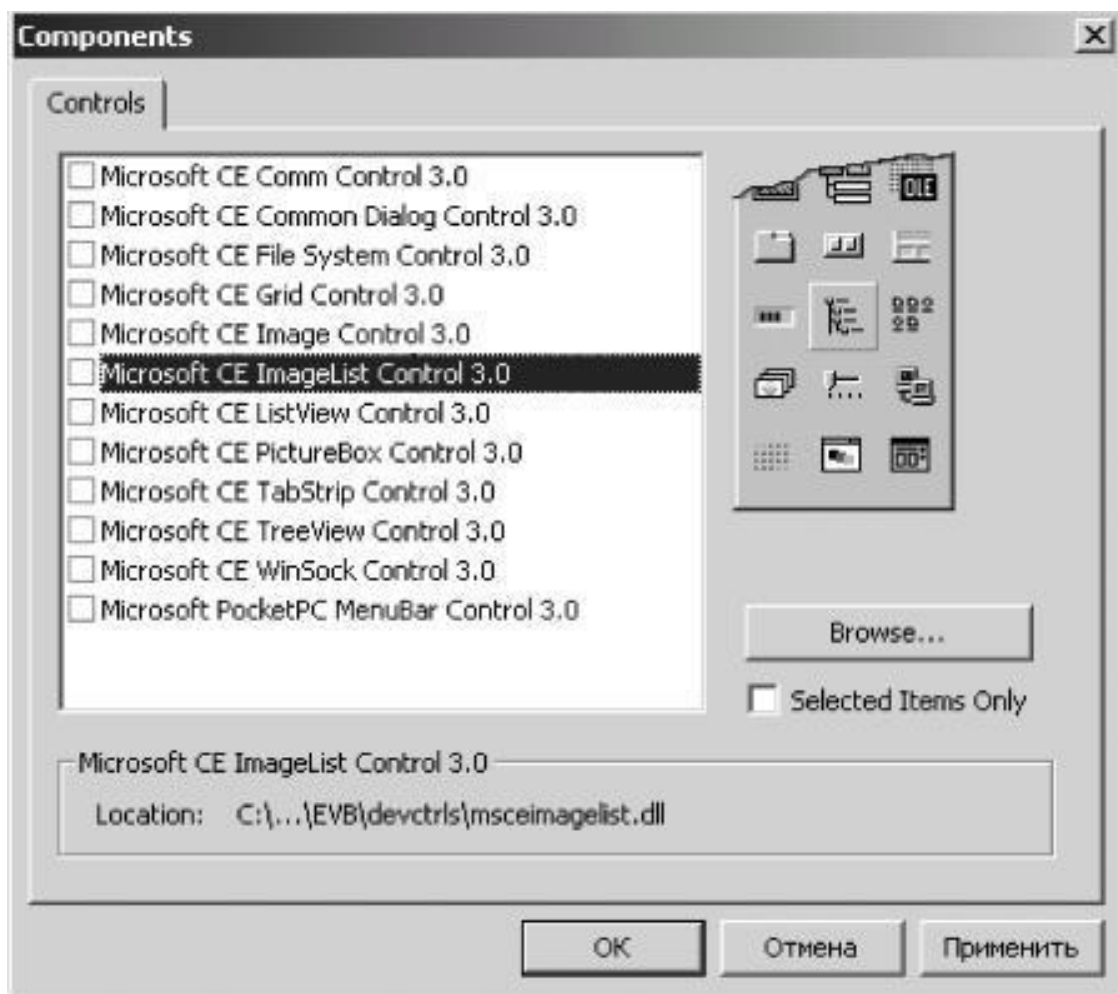 Components
Controls
Microsoft CE Comm Control 3.0
Microsoft CE Common Dialog Control 3.0
Microsoft CE File System Control 3.0
Microsoft CE Grid Control 3.0
Microsoft CE Image Control 3.0
Microsoft CE ImageList Control 3.0
Microsoft CE ListView Control 3.0
Microsoft CE PictureBox Control 3.0
Microsoft CE TabStrip Control 3.0
Microsoft CE TreeView Control 3.0
Microsoft CE WinSock Control 3.0
Microsoft PocketPC MenuBar Control 3.0
OLE
Browse...
Selected Items Only
Microsoft CE ImageList Control 3.0
Location: C:\...\EVB\devctrls\msceimagelist.dll
OK Отмена Применить